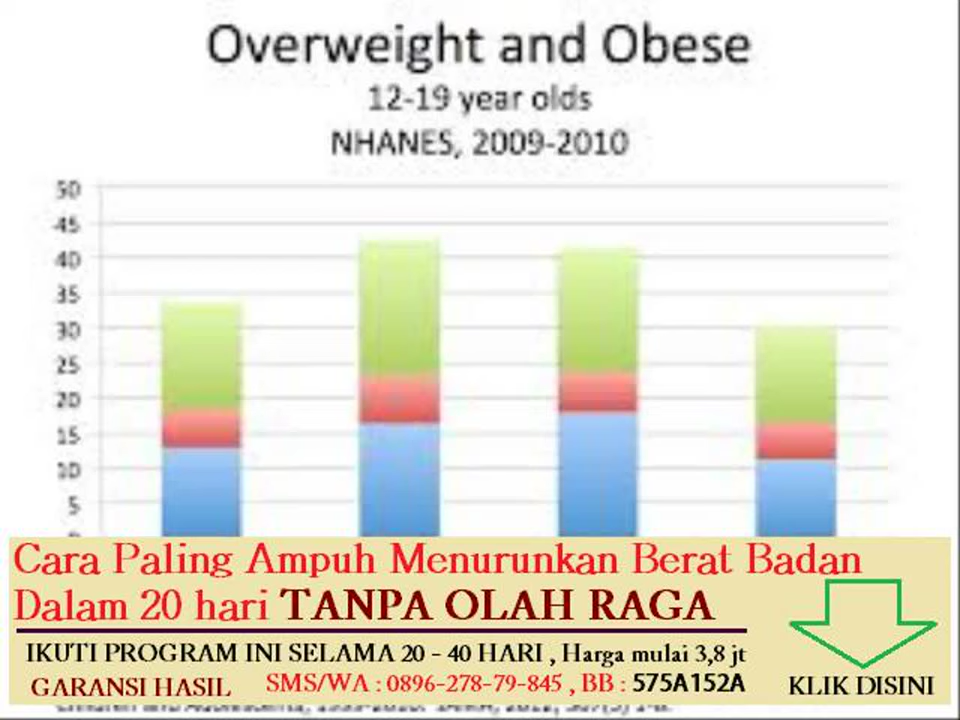 Overweight and Obese
12-19 year olds
NHANES, 2009-2010
50
45
40
35
30
25
20
15
10
5
Cara Paling Ampuh Menurunkan Berat Badan
Dalam 20 hari TANPA OLAH RAGA
IKUTI PROGRAM INI SELAMA 20 - 40 HARI , Harga mulai 3,8 jt
GARANSI HASIL SMS/WA : 0896-278-79-845 , BB : 575A152A
KLIK DISINI